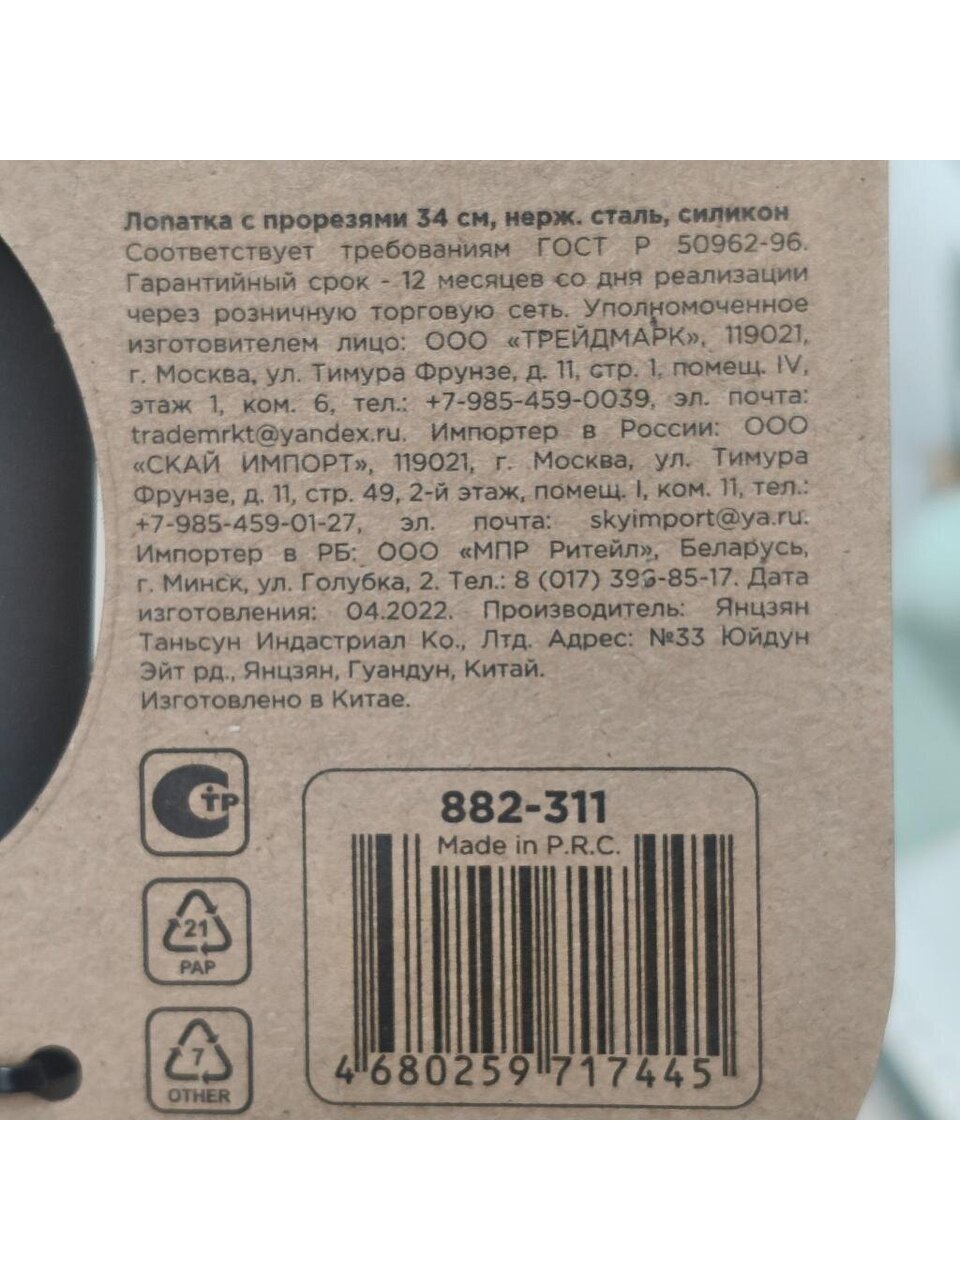 Лопатка с прорезями 34 см, нерж. сталь, силикон
Соответствует требованиям ГОСТ Р 50962-96.
Гарантийный срок - 12 месяцев со дня реализации
через розничную торговую сеть. Уполномоченное
изготовителем лицо: ООО «ТРЕЙДМАРК», 119021,
г. Москва, ул. Тимура Фрунзе, д. 11, стр. 1, помещ. IV,
этаж 1, ком. 6, тел.: +7-985-459-0039, эл. почта:
trademrkt@yandex.ru. Импортер в России: ООО
«СКАЙ ИМПОРТ», 119021, г. Москва, ул. Тимура
Фрунзе, д. 11, стр. 49, 2-й этаж, помещ. I, ком. 11, тел.:
+7-985-459-01-27, эл. почта: skyimport@ya.ru.
Импортер в РБ: ООО «МПР Ритейл», Беларусь,
г. Минск, ул. Голубка, 2. Тел.: 8 (017) 396-85-17. Дата
изготовления: 04.2022. Производитель: Янцзян
Таньсун Индастриал Ко., Лтд. Адрес: №33 Юйдун
Эйт рд., Янцзян, Гуандун, Китай.
Изготовлено в Китае.
СТР
21
PAP
7
OTHER
882-311
Made in P.R.C.
4 680259 717445